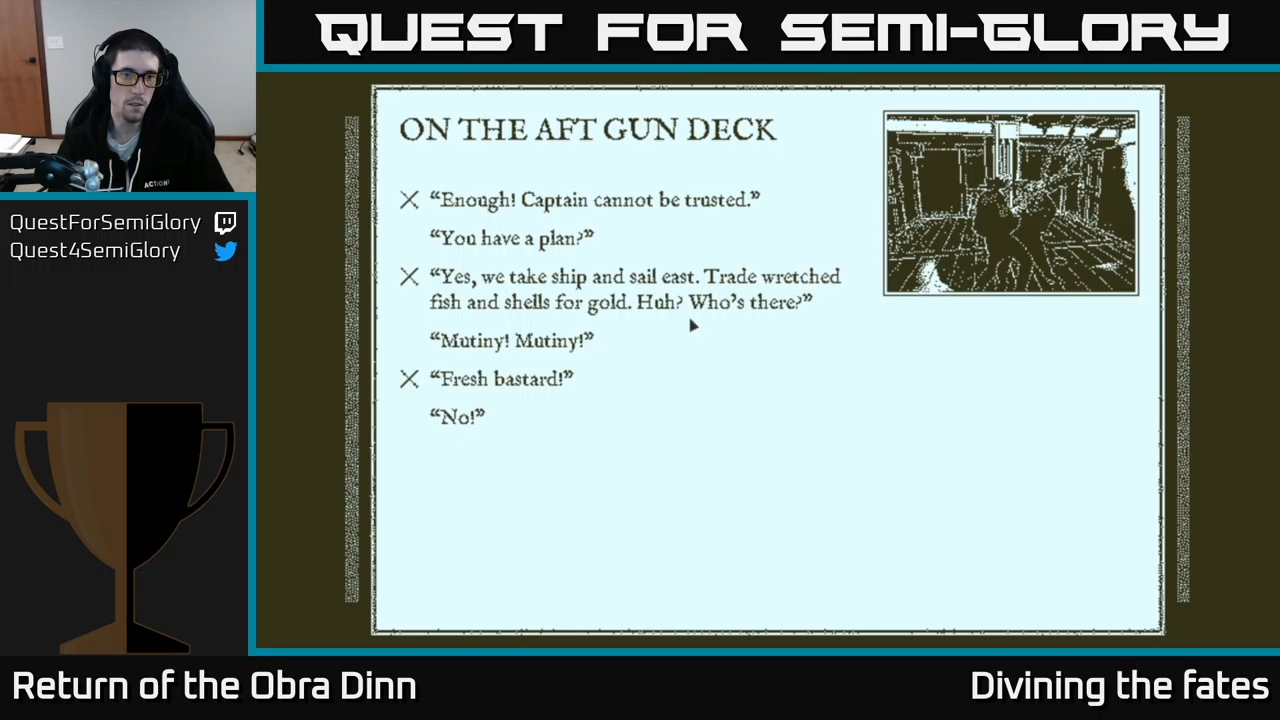 QUEST FOR SEMI-GLORY
QuestForSemiGlory
Quest4SemiGlory
ACTION!
ON THE AFT GUN DECK
“Enough! Captain cannot be trusted.”
“You have a plan?”
“Yes, we take ship and sail east. Trade wretched
fish and shells for gold. Huh? Who's there?”
“Mutiny! Mutiny!”
“Fresh bastard!”
“No!”
Return of the Obra Dinn
Divining the fates